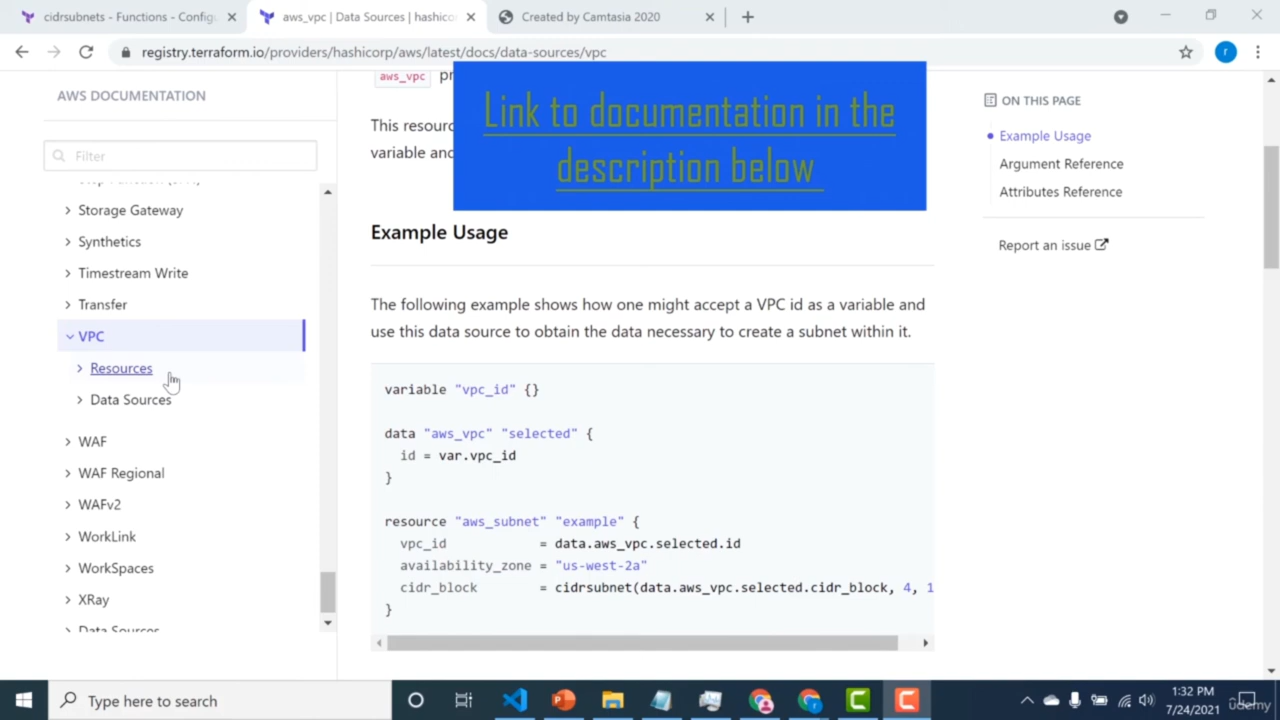 cidrsubnets - Functions - Config
aws_vpc | Data Sources | hashico
Created by Camtasia 2020
registry.terraform.io/providers/hashicorp/aws/latest/docs/data-sources/vpc
r
AWS DOCUMENTATION
Filter
Storage Gateway
Synthetics
Timestream Write
Transfer
VPC
Resources
Data Sources
WAF
WAF Regional
WAFv2
WorkLink
WorkSpaces
XRay
Data Sources
aws_vpc pr
This resourc
variable and
Link to documentation in the
description below
Example Usage
The following example shows how one might accept a VPC id as a variable and
use this data source to obtain the data necessary to create a subnet within it.
variable "vpc_id" {}
data "aws_vpc" "selected" {
id = var.vpc_id
}
resource "aws_subnet" "example" {
vpc_id = data.aws_vpc.selected.id
availability_zone = "us-west-2a"
cidr_block = cidrsubnet(data.aws_vpc.selected.cidr_block, 4, 1
}
ON THIS PAGE
Example Usage
Argument Reference
Attributes Reference
Report an issue
Type here to search
1:32 PM
7/24/2021
udemy